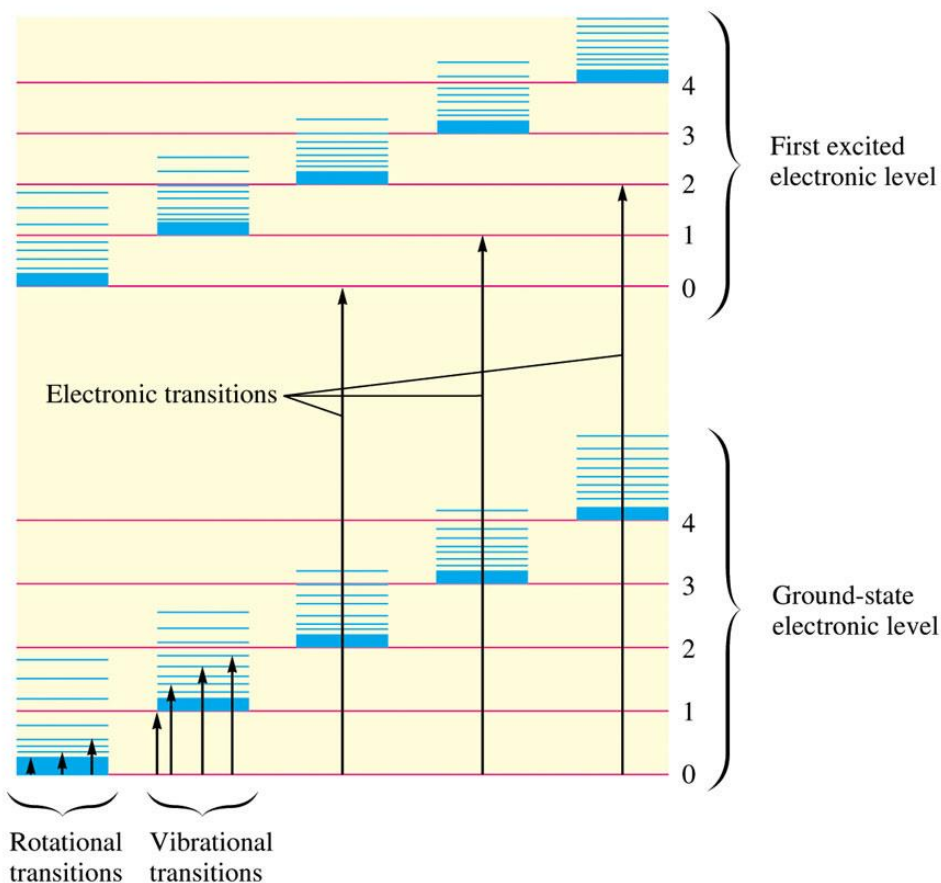 4
3
2
1
0
First excited
electronic level
Electronic transitions
4
3
2
1
0
Ground-state
electronic level
Rotational
transitions
Vibrational
transitions